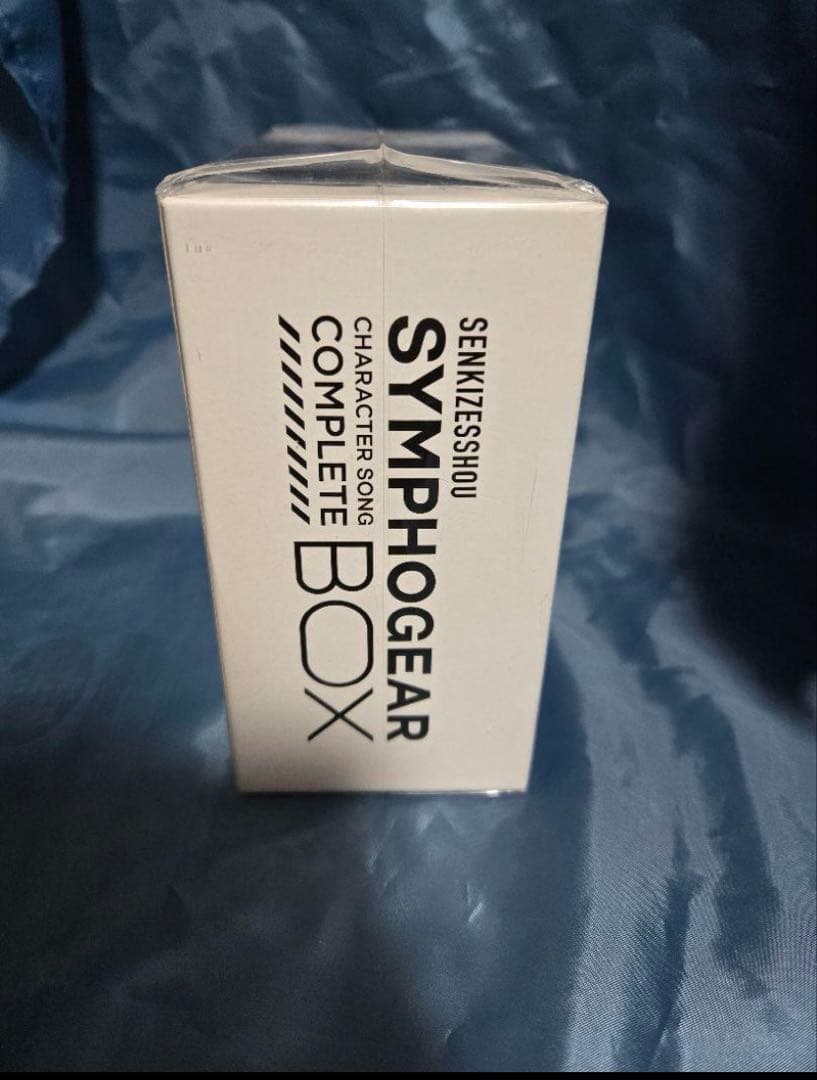 SENKIZESSHOU
SYMPHOGEAR
CHARACTER SONG
COMPLETE
BOX